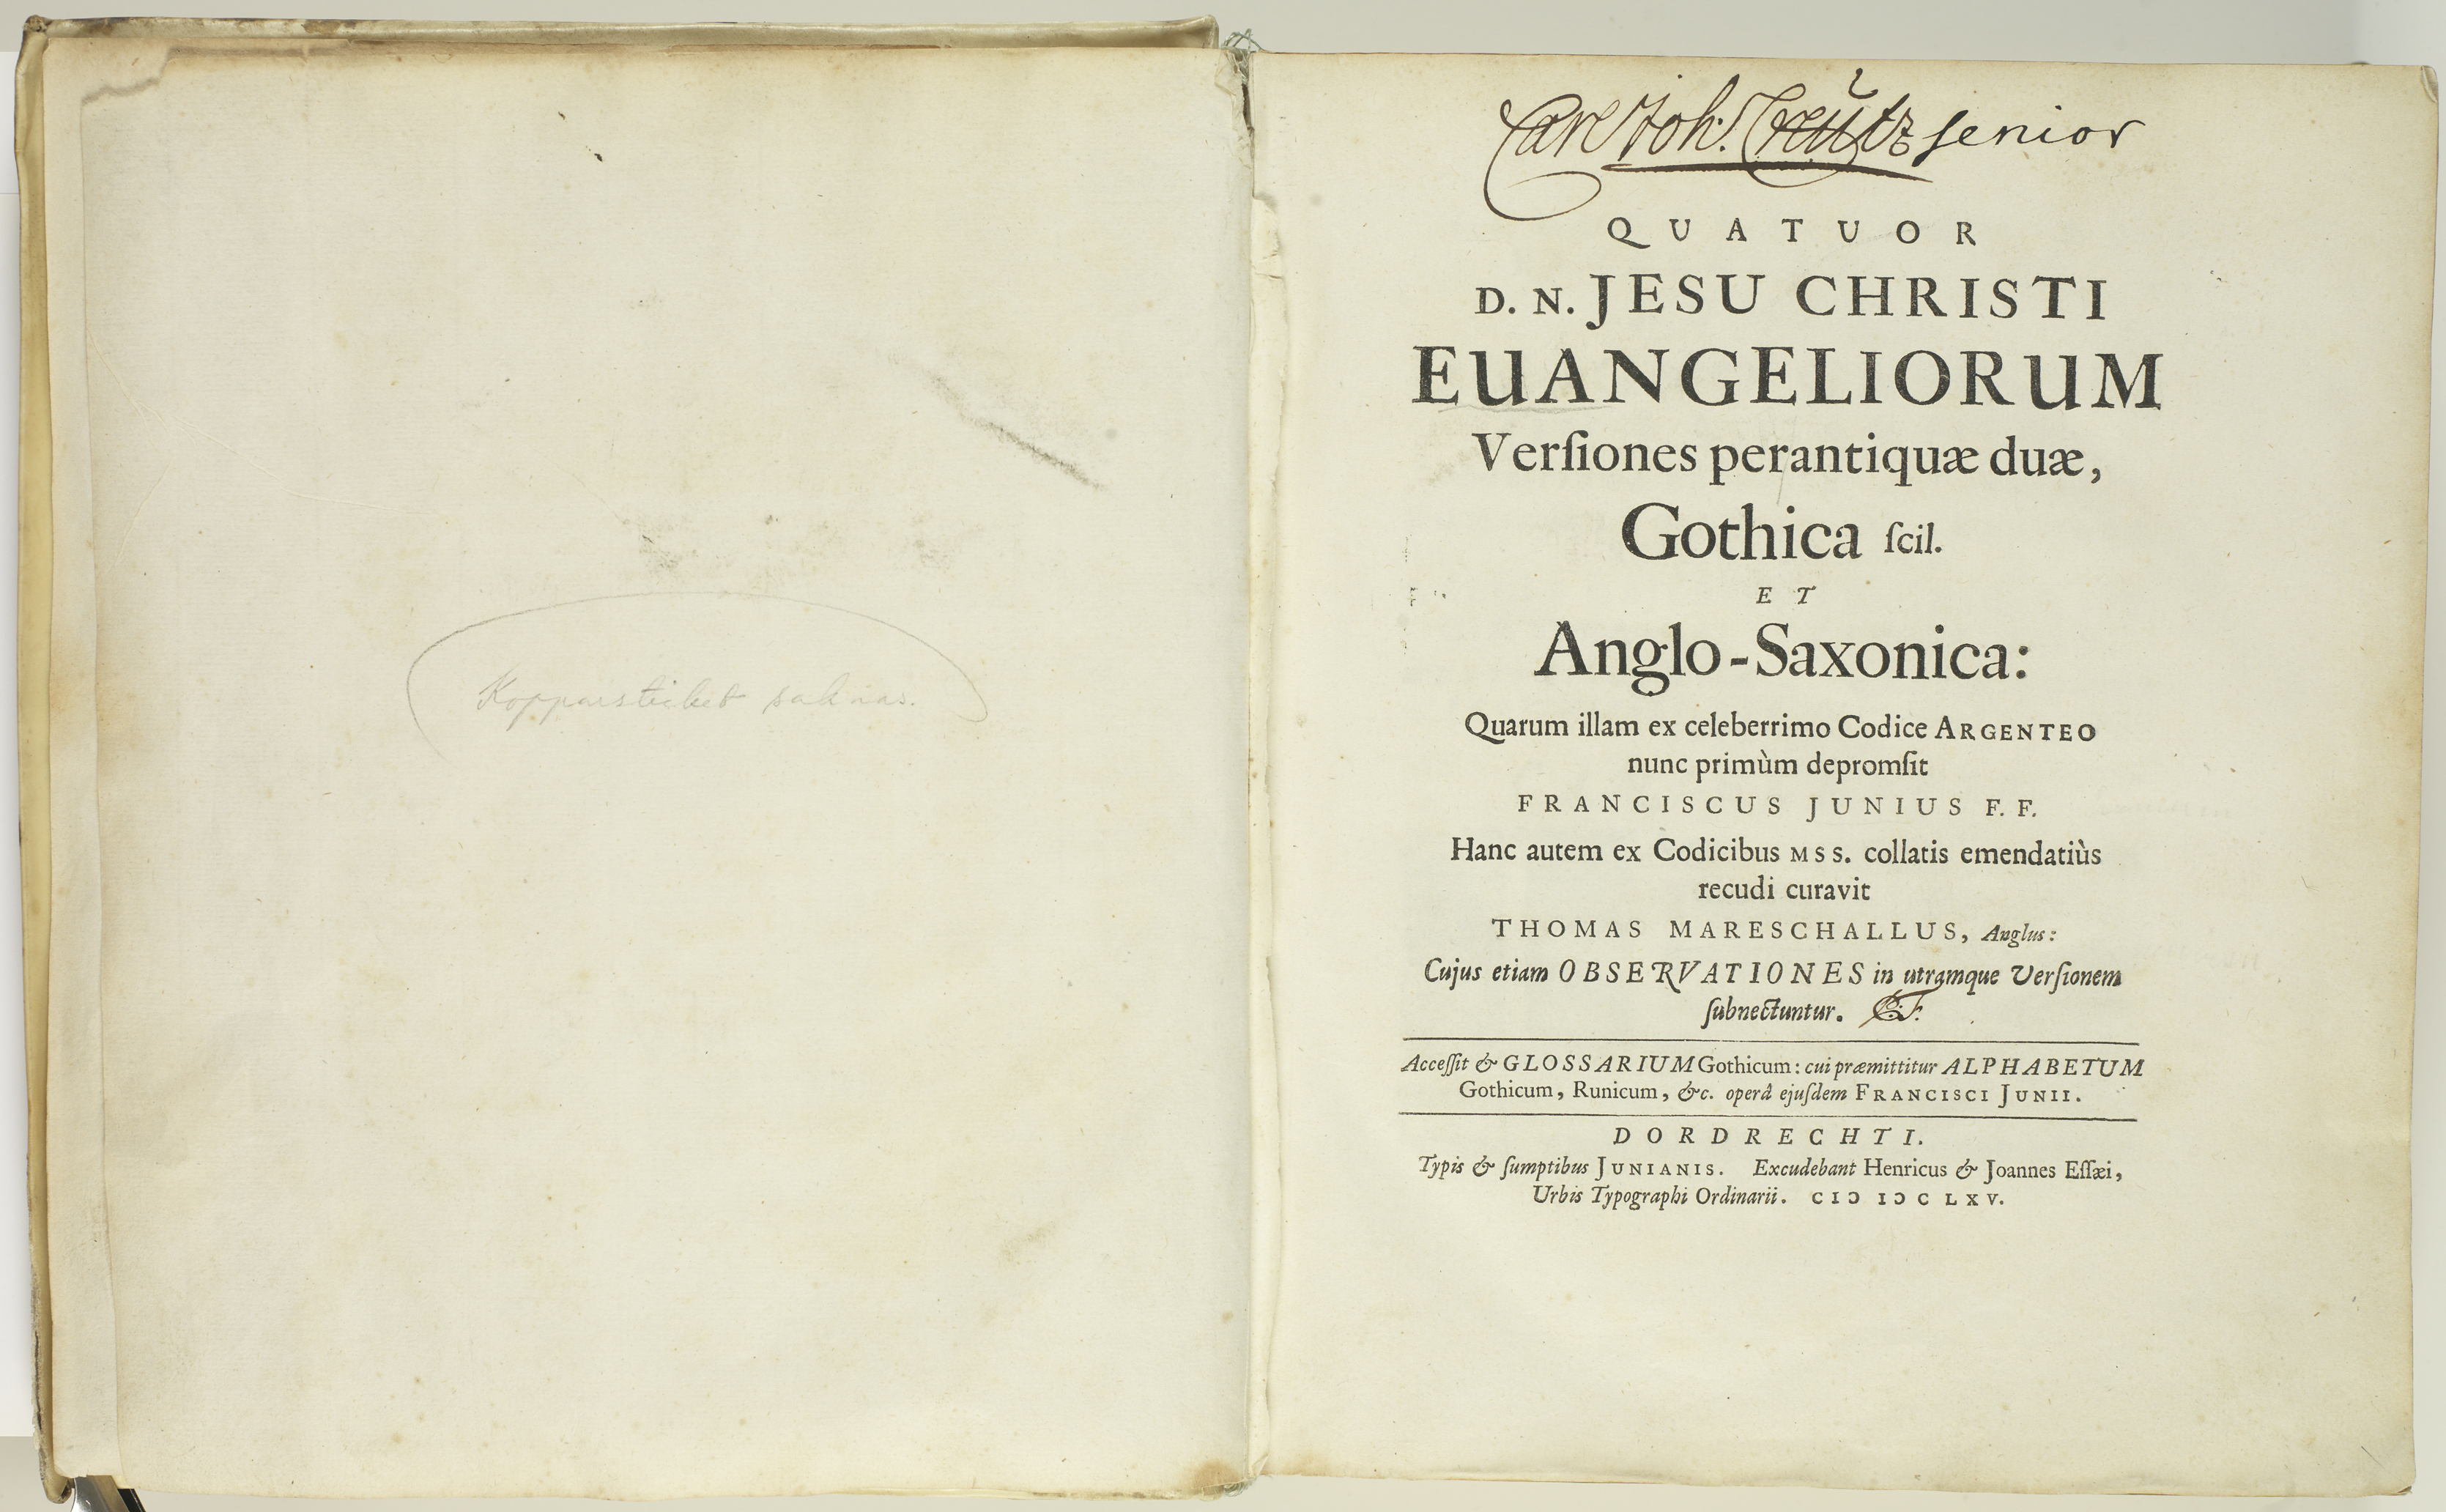 Kopparsticket saknas.
Carl Joh: Creütz senior
QUATUOR
D. N. JESU CHRISTI
EUANGELIORUM
Verſiones perantiquæ duæ,
Gothica ſcil.
ET
Anglo-Saxonica:
Quarum illam ex celeberrimo Codice ARGENTEO
nunc primùm depromſit
FRANCISCUS JUNIUS F. F.
Hanc autem ex Codicibus MSS. collatis emendatiùs
recudi curavit
THOMAS MARESCHALLUS, Anglus:
Cujus etiam OBSERVATIONES in utramque Verſionem
ſubnectuntur.
Acceſſit & GLOSSARIUM Gothicum: cui præmittitur ALPHABETUM
Gothicum, Runicum, &c. operâ ejuſdem FRANCISCI JUNII.
DORDRECHTI.
Typis & ſumptibus JUNIANIS. Excudebant Henricus & Joannes Eſſæi,
Urbis Typographi Ordinarii. CIↃ IↃC LXV.